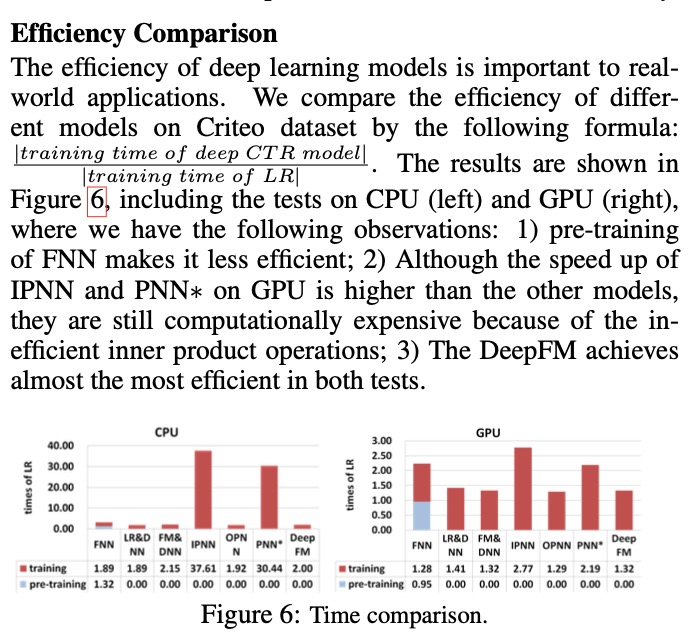 Efficiency Comparison
The efficiency of deep learning models is important to real-
world applications. We compare the efficiency of differ-
ent models on Criteo dataset by the following formula:
|training time of deep CTR model|
|training time of LR|
. The results are shown in
Figure 6, including the tests on CPU (left) and GPU (right),
where we have the following observations: 1) pre-training
of FNN makes it less efficient; 2) Although the speed up of
IPNN and PNN∗ on GPU is higher than the other models,
they are still computationally expensive because of the in-
efficient inner product operations; 3) The DeepFM achieves
almost the most efficient in both tests.
CPU
times of LR
40.00
30.00
20.00
10.00
0.00
FNN LR&D NN FM& DNN IPNN OPN N PNN* Deep FM
training 1.89 1.89 2.15 37.61 1.92 30.44 2.00
pre-training 1.32 0.00 0.00 0.00 0.00 0.00 0.00
GPU
times of LR
3.00
2.50
2.00
1.50
1.00
0.50
0.00
FNN LR&D NN FM& DNN IPNN OPNN PNN* Deep FM
training 1.28 1.41 1.32 2.77 1.29 2.19 1.32
pre-training 0.95 0.00 0.00 0.00 0.00 0.00 0.00
Figure 6: Time comparison.